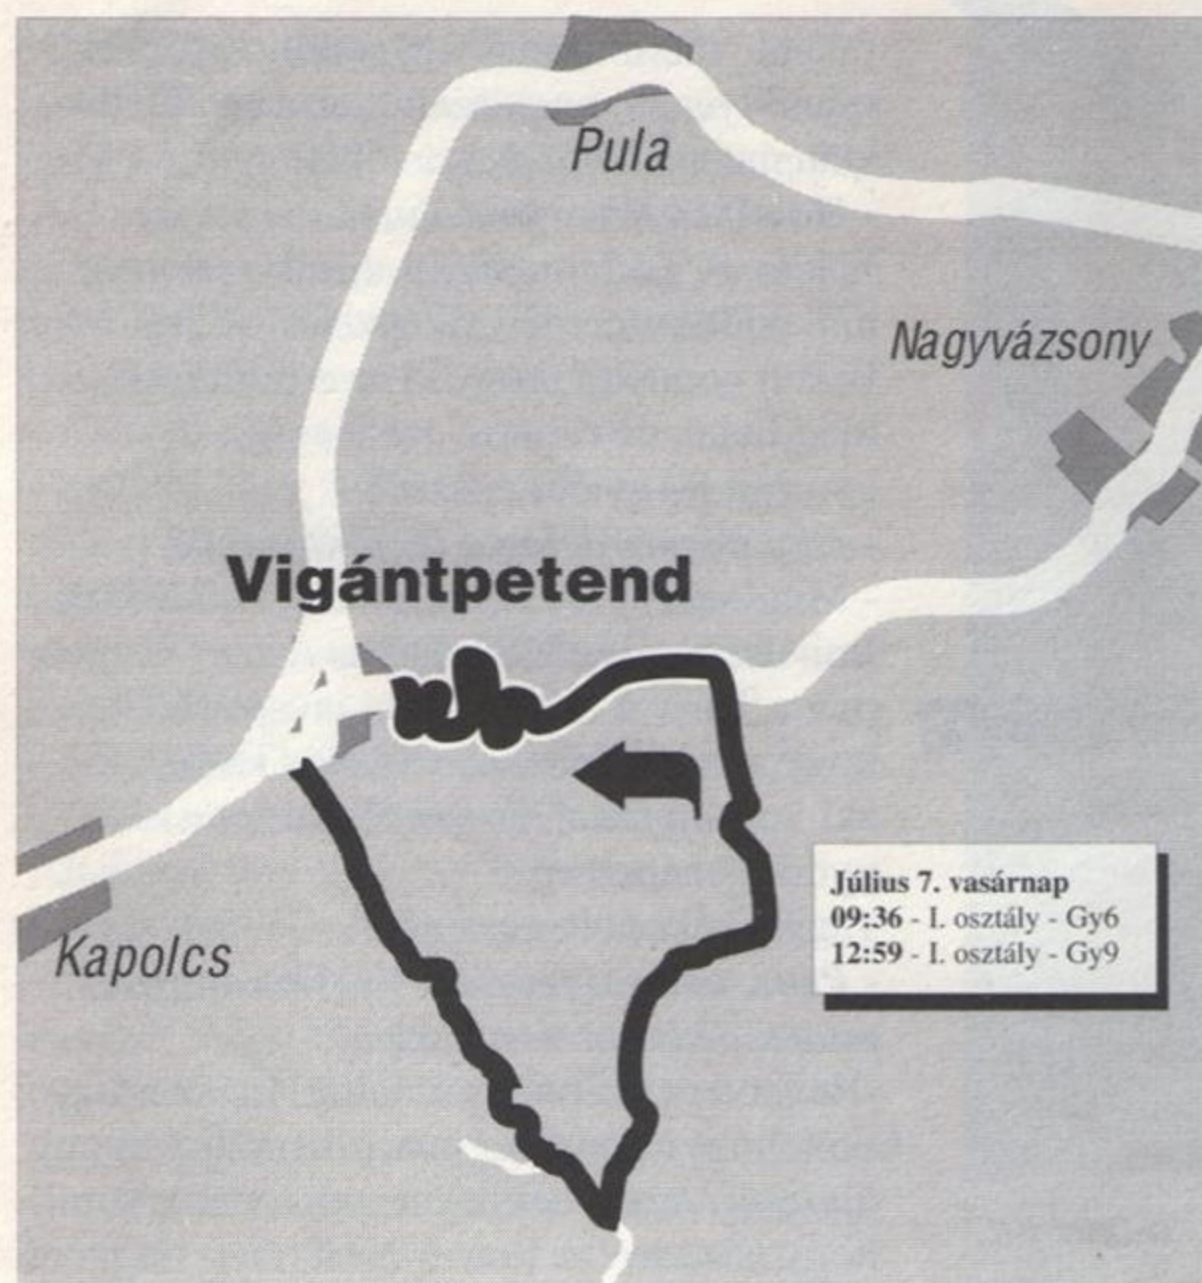 Pula
Nagyvázsony
Vigántpetend
Július 7. vasárnap
09:36 - I. osztály - Gy6
12:59 - I. osztály - Gy9
Kapolcs